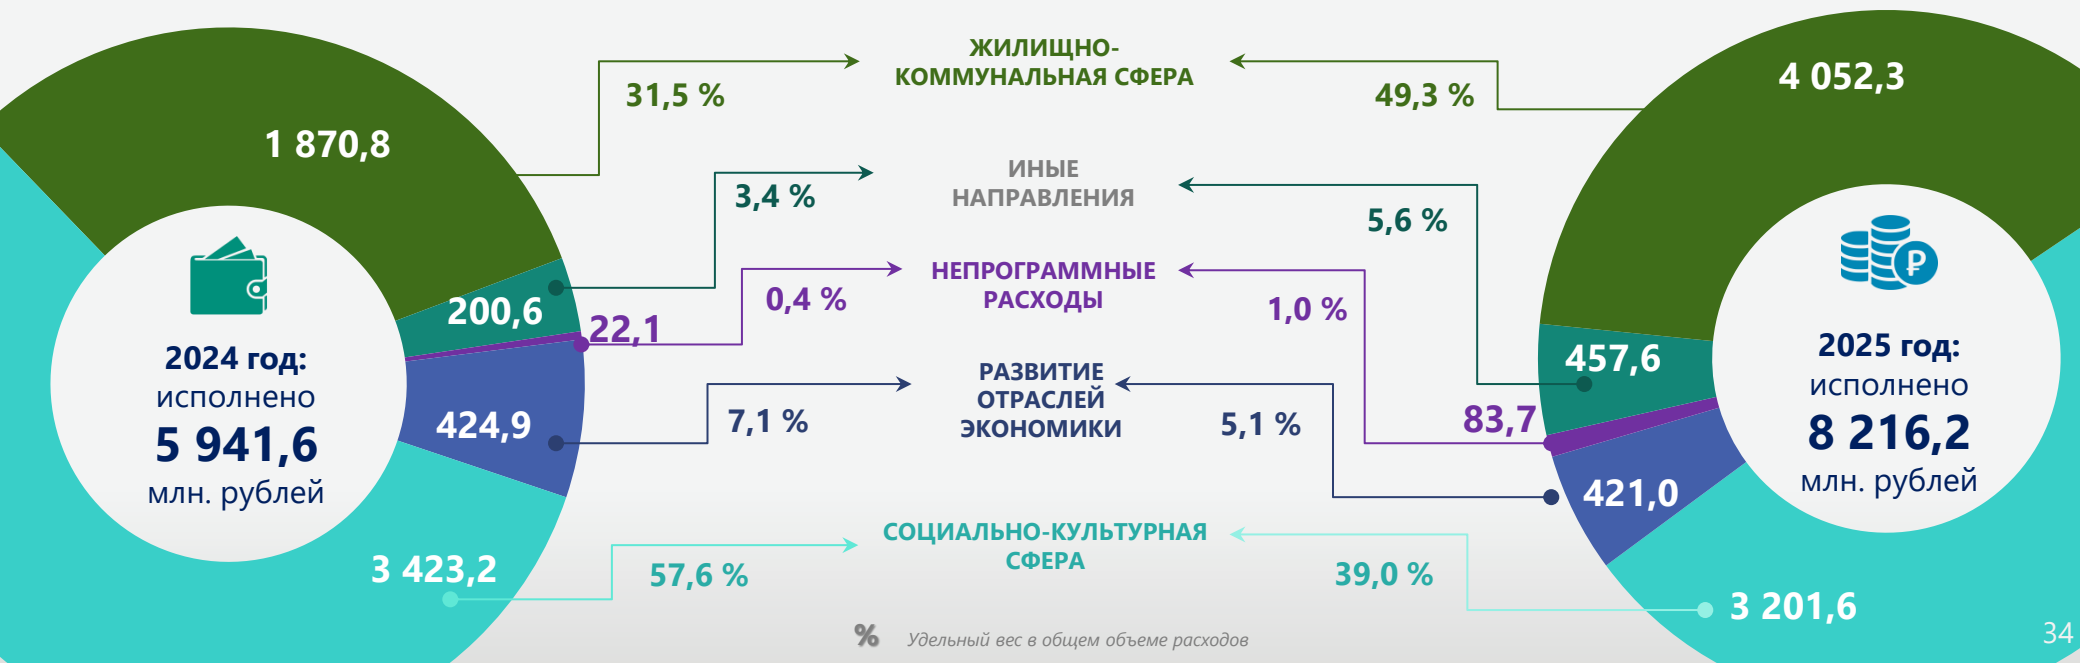 1 870,8
200,6
22,1
424,9
3 423,2
2024 год:
исполнено
5 941,6
млн. рублей
31,5 %
3,4 %
0,4 %
7,1 %
57,6 %
ЖИЛИЩНО-
КОММУНАЛЬНАЯ СФЕРА
ИНЫЕ
НАПРАВЛЕНИЯ
НЕПРОГРАММНЫЕ
РАСХОДЫ
РАЗВИТИЕ
ОТРАСЛЕЙ
ЭКОНОМИКИ
СОЦИАЛЬНО-КУЛЬТУРНАЯ
СФЕРА
49,3 %
5,6 %
1,0 %
5,1 %
39,0 %
4 052,3
457,6
83,7
421,0
3 201,6
₽
2025 год:
исполнено
8 216,2
млн. рублей
% Удельный вес в общем объеме расходов
34